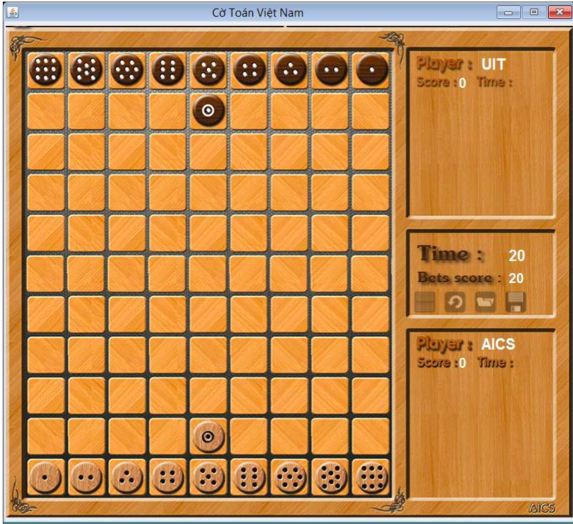 Cờ Toán Việt Nam
Player : UIT
Score :0 Time :
Time : 20
Bets score : 20
Player : AICS
Score :0 Time :
AICS